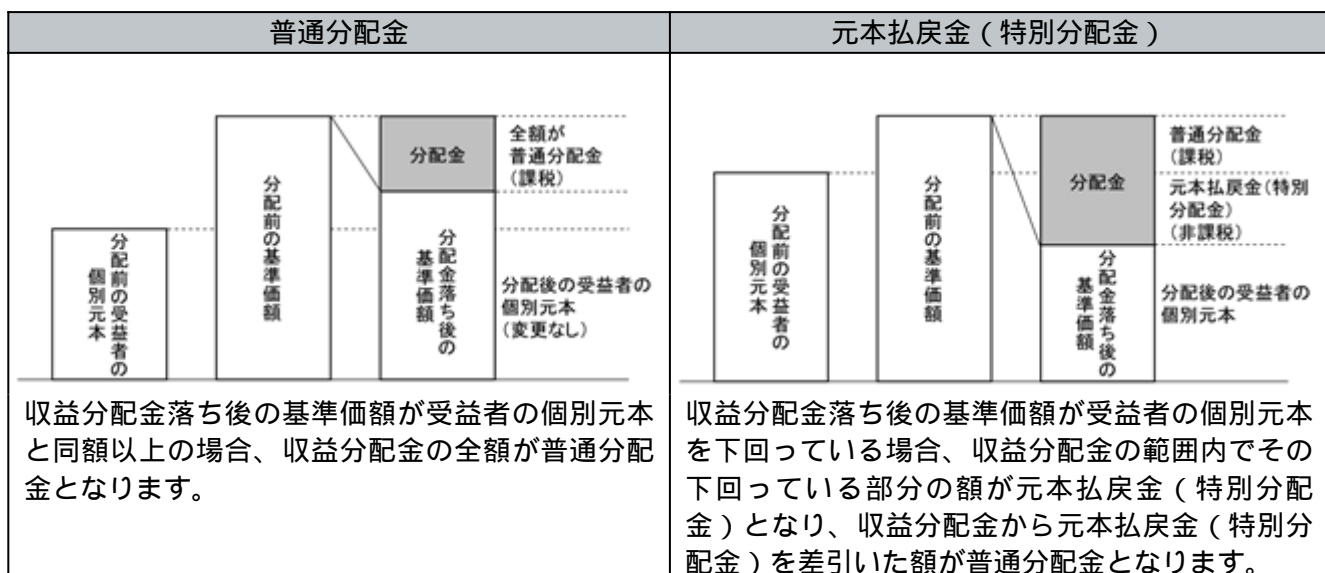 普通分配金
分配前の受益者の
個別元本
分配前の基準価額
分配金
分配金落ち後の
基準価額
全額が
普通分配金
(課税)
分配後の受益者の
個別元本
(変更なし)
収益分配金落ち後の基準価額が受益者の個別元本
と同額以上の場合、収益分配金の全額が普通分配
金となります。
元本払戻金(特別分配金)
分配前の受益者の
個別元本
分配前の基準価額
分配金
分配金落ち後の
基準価額
普通分配金
(課税)
元本払戻金(特別
分配金)
(非課税)
分配後の受益者の
個別元本
収益分配金落ち後の基準価額が受益者の個別元本
を下回っている場合、収益分配金の範囲内でその
下回っている部分の額が元本払戻金(特別分配
金)となり、収益分配金から元本払戻金(特別分
配金)を差引いた額が普通分配金となります。